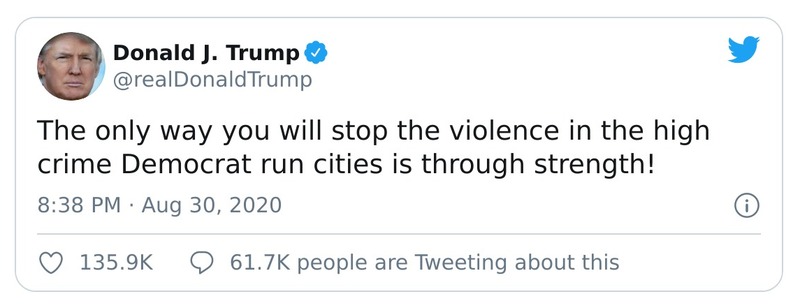 Donald J. Trump
@realDonaldTrump
The only way you will stop the violence in the high
crime Democrat run cities is through strength!
8:38 PM · Aug 30, 2020
135.9K 61.7K people are Tweeting about this